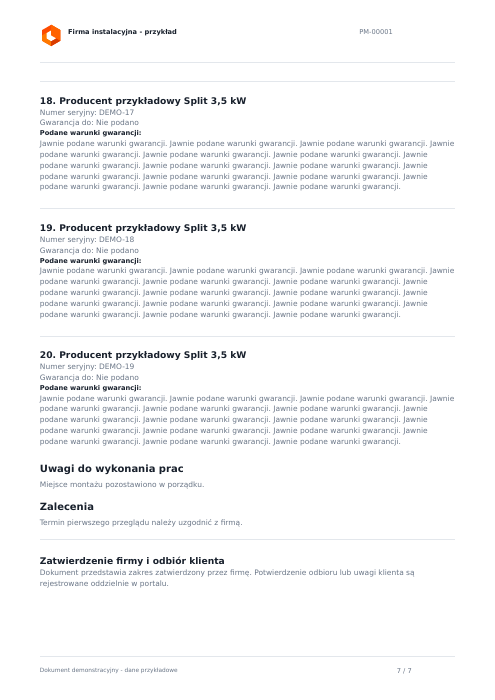 Firma instalacyjna - przykład
PM-00001
18. Producent przykładowy Split 3,5 kW
Numer seryjny: DEMO-17
Gwarancja do: Nie podano
Podane warunki gwarancji:
Jawnie podane warunki gwarancji. Jawnie podane warunki gwarancji. Jawnie podane warunki gwarancji. Jawnie
podane warunki gwarancji. Jawnie podane warunki gwarancji. Jawnie podane warunki gwarancji. Jawnie
podane warunki gwarancji. Jawnie podane warunki gwarancji. Jawnie podane warunki gwarancji. Jawnie
podane warunki gwarancji. Jawnie podane warunki gwarancji. Jawnie podane warunki gwarancji. Jawnie
podane warunki gwarancji. Jawnie podane warunki gwarancji. Jawnie podane warunki gwarancji.
19. Producent przykładowy Split 3,5 kW
Numer seryjny: DEMO-18
Gwarancja do: Nie podano
Podane warunki gwarancji:
Jawnie podane warunki gwarancji. Jawnie podane warunki gwarancji. Jawnie podane warunki gwarancji. Jawnie
podane warunki gwarancji. Jawnie podane warunki gwarancji. Jawnie podane warunki gwarancji. Jawnie
podane warunki gwarancji. Jawnie podane warunki gwarancji. Jawnie podane warunki gwarancji. Jawnie
podane warunki gwarancji. Jawnie podane warunki gwarancji. Jawnie podane warunki gwarancji. Jawnie
podane warunki gwarancji. Jawnie podane warunki gwarancji. Jawnie podane warunki gwarancji.
20. Producent przykładowy Split 3,5 kW
Numer seryjny: DEMO-19
Gwarancja do: Nie podano
Podane warunki gwarancji:
Jawnie podane warunki gwarancji. Jawnie podane warunki gwarancji. Jawnie podane warunki gwarancji. Jawnie
podane warunki gwarancji. Jawnie podane warunki gwarancji. Jawnie podane warunki gwarancji. Jawnie
podane warunki gwarancji. Jawnie podane warunki gwarancji. Jawnie podane warunki gwarancji. Jawnie
podane warunki gwarancji. Jawnie podane warunki gwarancji. Jawnie podane warunki gwarancji. Jawnie
podane warunki gwarancji. Jawnie podane warunki gwarancji. Jawnie podane warunki gwarancji.
Uwagi do wykonania prac
Miejsce montażu pozostawiono w porządku.
Zalecenia
Termin pierwszego przeglądu należy uzgodnić z firmą.
Zatwierdzenie firmy i odbiór klienta
Dokument przedstawia zakres zatwierdzony przez firmę. Potwierdzenie odbioru lub uwagi klienta są
rejestrowane oddzielnie w portalu.
Dokument demonstracyjny - dane przykładowe
7 / 7